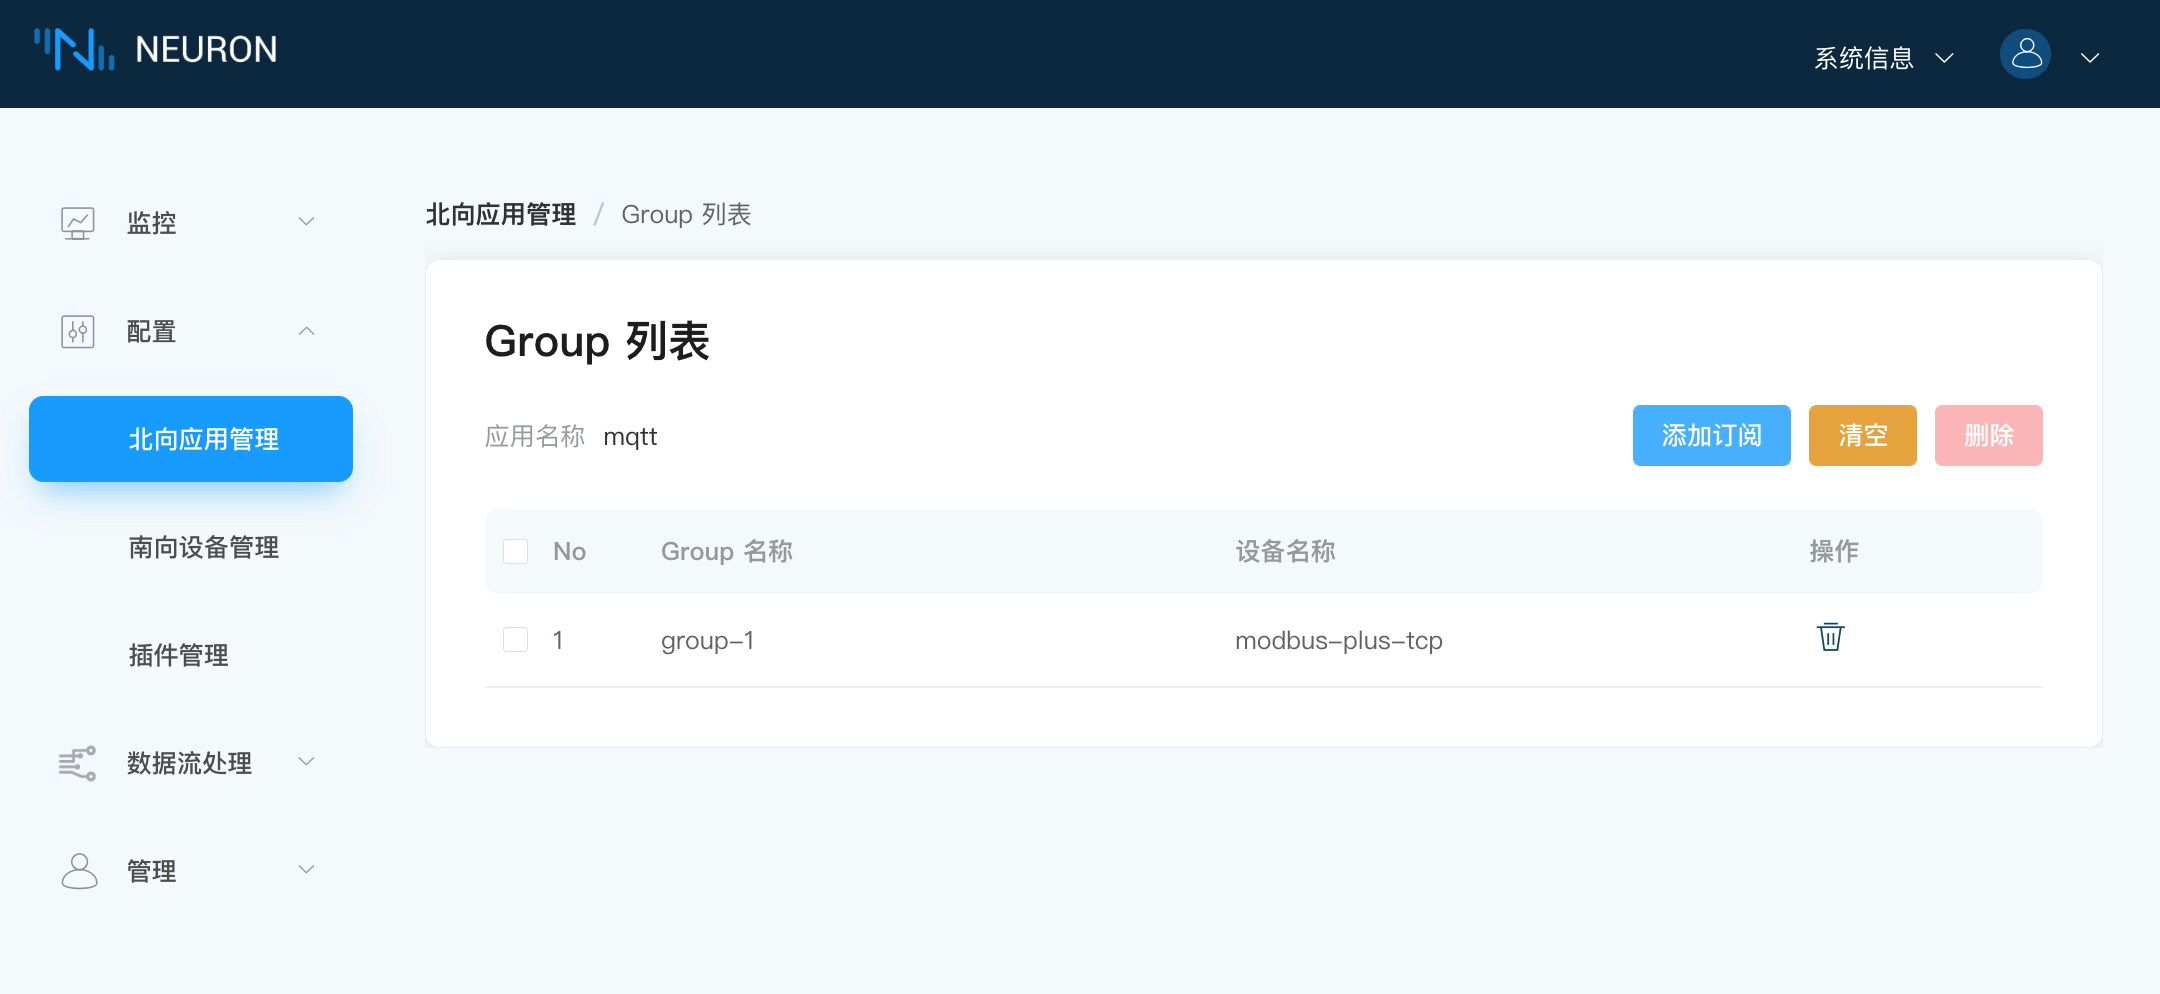 NEURON
系统信息
监控
配置
北向应用管理
南向设备管理
插件管理
数据流处理
管理
北向应用管理 / Group 列表
Group 列表
应用名称 mqtt
添加订阅 清空 删除
No Group 名称 设备名称 操作
1 group-1 modbus-plus-tcp